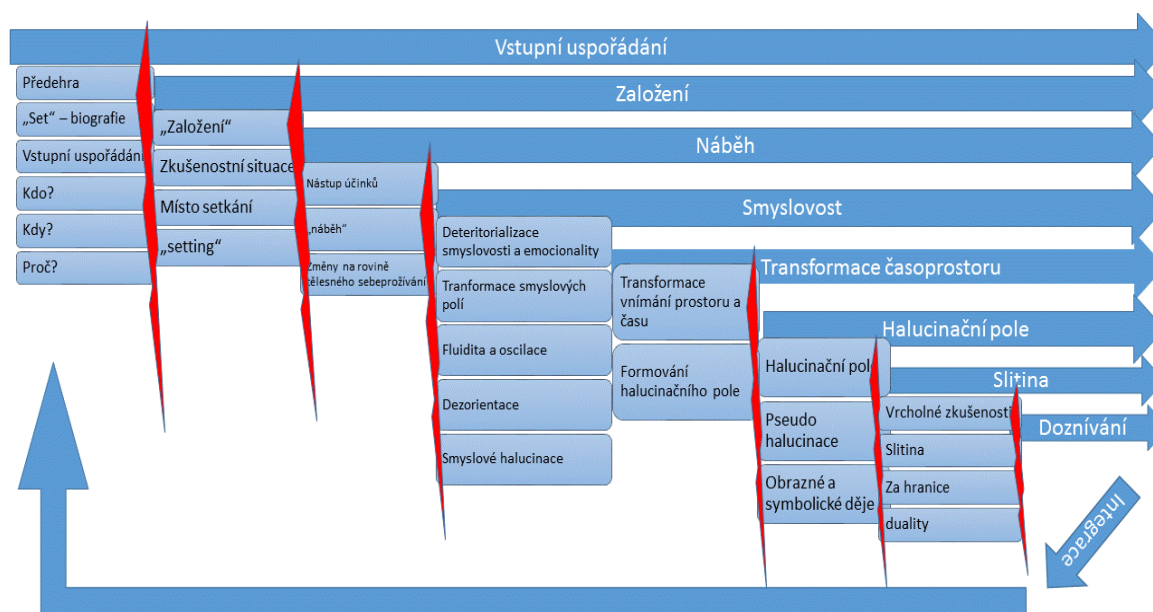 Vstupní uspořádání
Založení
Náběh
Smyslovost
Transformace časoprostoru
Halucinační pole
Slitina
Doznívání
Integrace
Předehra
„Set“ – biografie
Vstupní uspořádání
Kdo?
Kdy?
Proč?
„Založení“
Zkušenostní situace
Místo setkání
„setting“
Nástup účinků
„náběh“
Změny na rovině
tělesného sebeprožívání
Deteritorializace
smyslovosti a emocionality
Tranformace smyslových
polí
Fluidita a oscilace
Dezorientace
Smyslové halucinace
Transformace
vnímání prostoru a
času
Formování
halucinačního pole
Halucinační pole
Pseudo
halucinace
Obrazné a
symbolické děje
Vrcholné zkušenosti
Slitina
Za hranice
duality